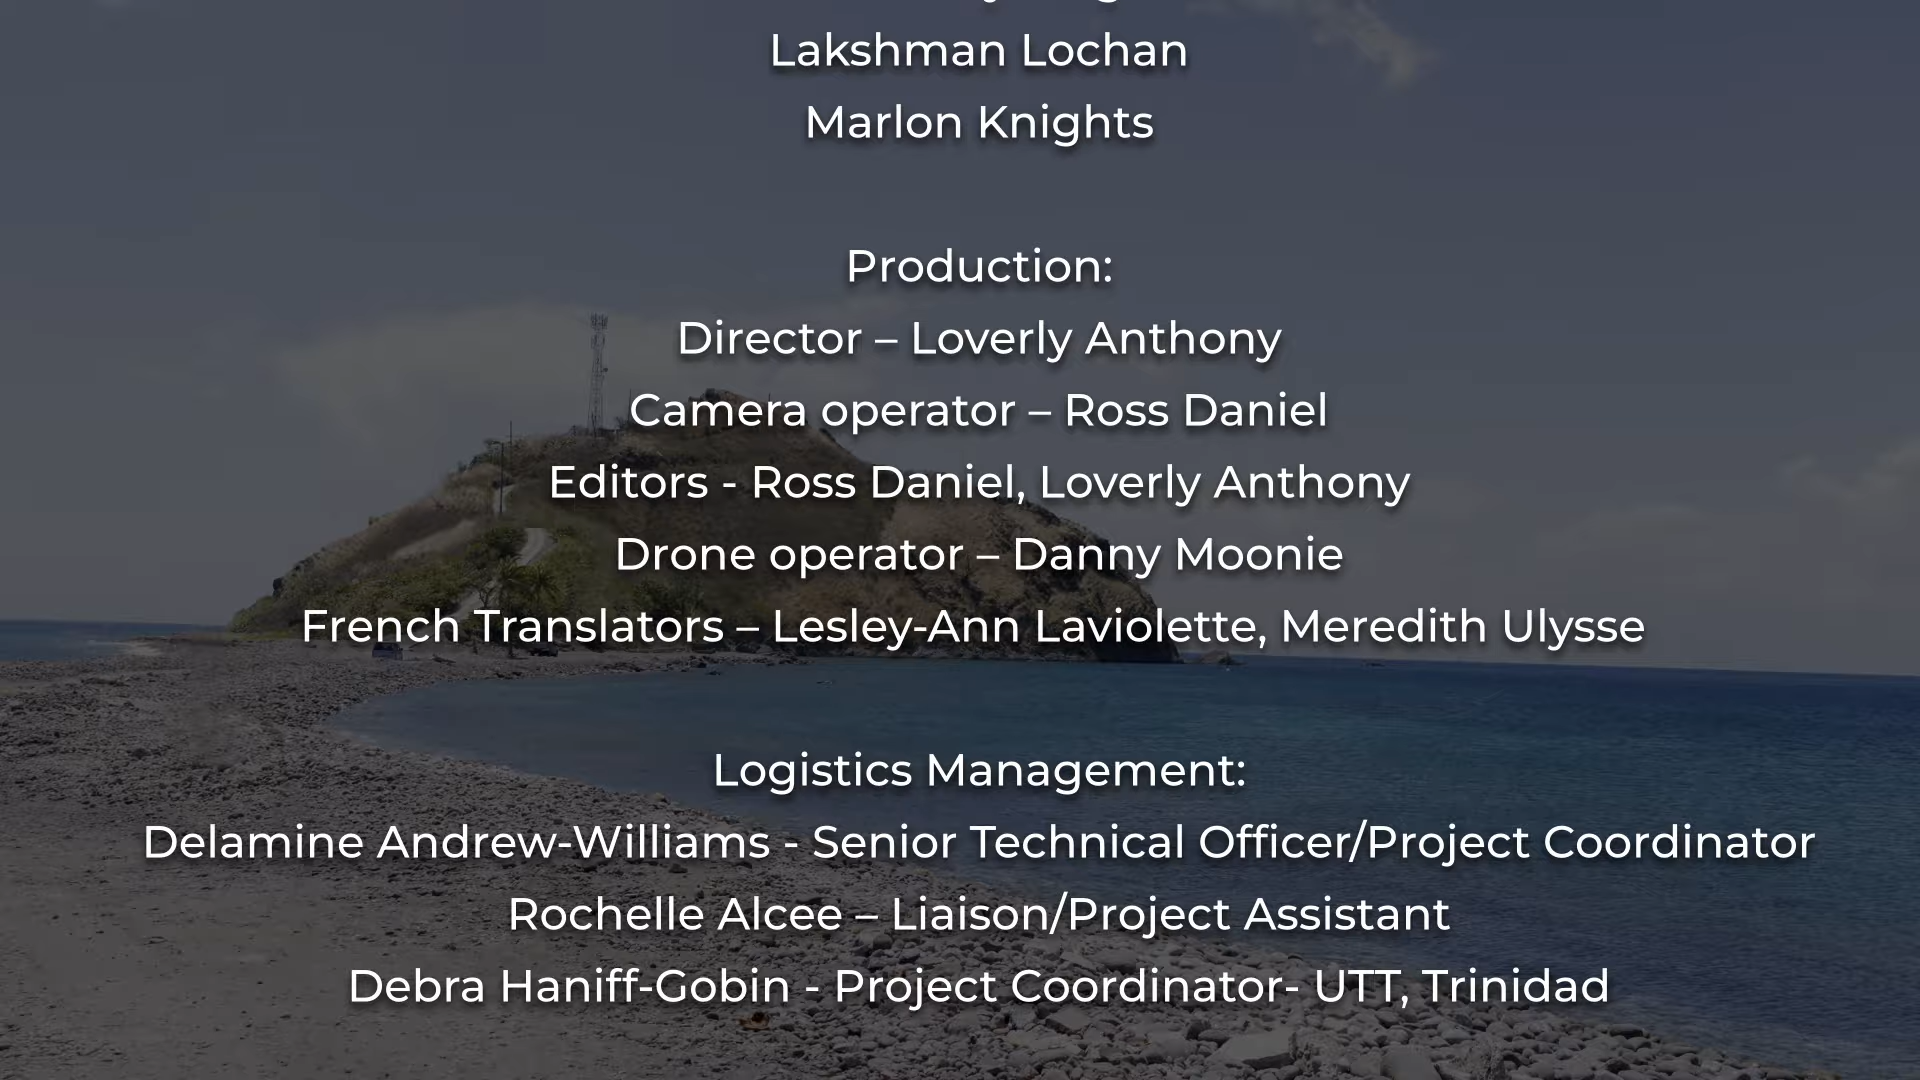 Lakshman Lochan
Marlon Knights
Production:
Director – Loverly Anthony
Camera operator – Ross Daniel
Editors - Ross Daniel, Loverly Anthony
Drone operator – Danny Moonie
French Translators – Lesley-Ann Laviolette, Meredith Ulysse
Logistics Management:
Delamine Andrew-Williams - Senior Technical Officer/Project Coordinator
Rochelle Alcee – Liaison/Project Assistant
Debra Haniff-Gobin - Project Coordinator- UTT, Trinidad